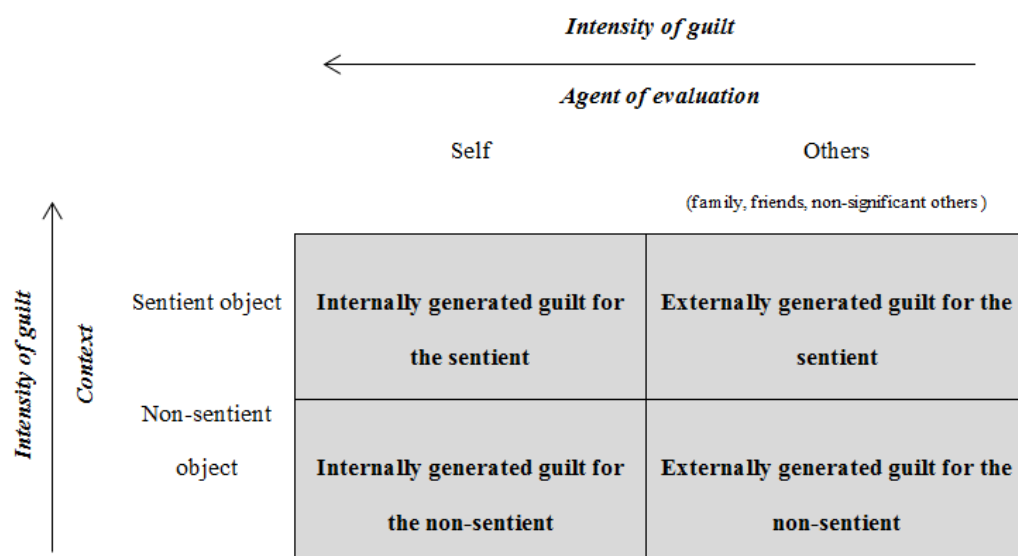 Intensity of guilt
Agent of evaluation
Self
Others
(family, friends, non-significant others )
Intensity of guilt
Context
Sentient object
Internally generated guilt for
the sentient
Externally generated guilt for the
sentient
Non-sentient
object
Internally generated guilt for
the non-sentient
Externally generated guilt for the
non-sentient